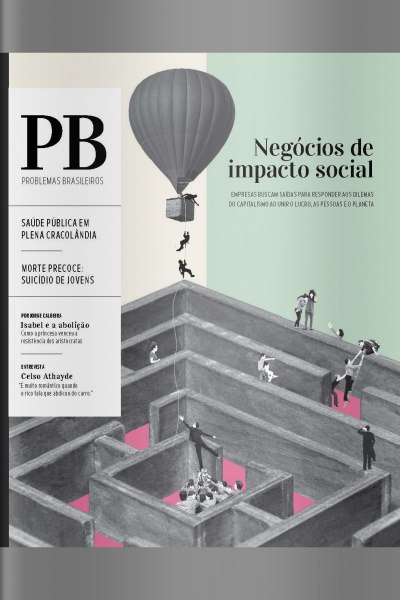 PB
PROBLEMAS BRASILEIROS
Negócios de
impacto social
EMPRESAS BUSCAM SAÍDAS PARA RESPONDER AOS DILEMAS
DO CAPITALISMO AO UNIR O LUCRO, AS PESSOAS E O PLANETA
SAÚDE PÚBLICA EM
PLENA CRACOLÂNDIA
MORTE PRECOCE:
SUICÍDIO DE JOVENS
POR JORGE CALDEIRA
Isabel e a abolição
Como a princesa venceu a
resistência dos aristocratas
ENTREVISTA
Celso Athayde
"É muito romântico quando
o rico fala que abdicou do carro."